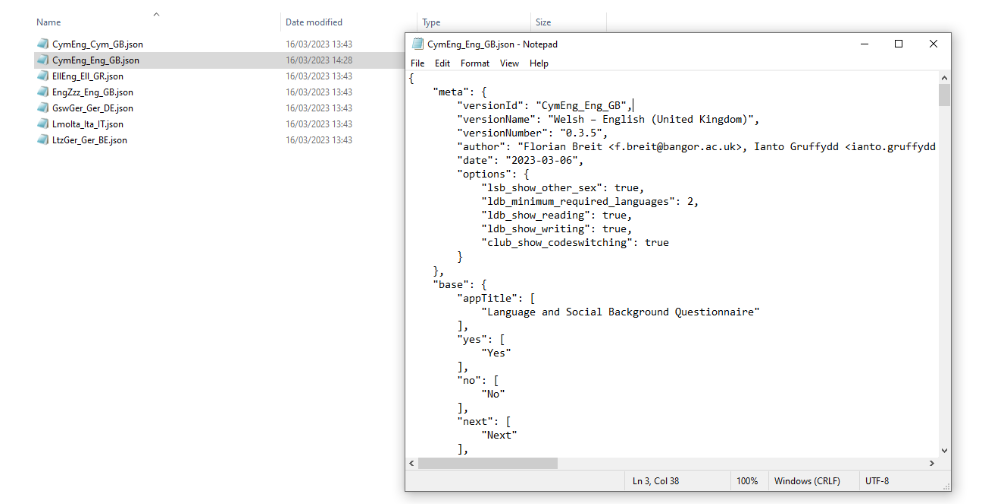 Name Date modified Type Size
CymEng_Cym_GB.json 16/03/2023 13:43
CymEng_Eng_GB.json 16/03/2023 14:28
EllEng_Ell_GR.json 16/03/2023 13:43
EngZzz_Eng_GB.json 16/03/2023 13:43
GswGer_Ger_DE.json 16/03/2023 13:43
LmoIta_Ita_IT.json 16/03/2023 13:43
LtzGer_Ger_BE.json 16/03/2023 13:43
CymEng_Eng_GB.json - Notepad
File Edit Format View Help
{
"meta": {
"versionId": "CymEng_Eng_GB",
"versionName": "Welsh – English (United Kingdom)",
"versionNumber": "0.3.5",
"author": "Florian Breit <f.breit@bangor.ac.uk>, Ianto Gruffydd <ianto.gruffydd
"date": "2023-03-06",
"options": {
"lsb_show_other_sex": true,
"ldb_minimum_required_languages": 2,
"ldb_show_reading": true,
"ldb_show_writing": true,
"club_show_codeswitching": true
}
},
"base": {
"appTitle": [
"Language and Social Background Questionnaire"
],
"yes": [
"Yes"
],
"no": [
"No"
],
"next": [
"Next"
],
Ln 3, Col 38 100% Windows (CRLF) UTF-8